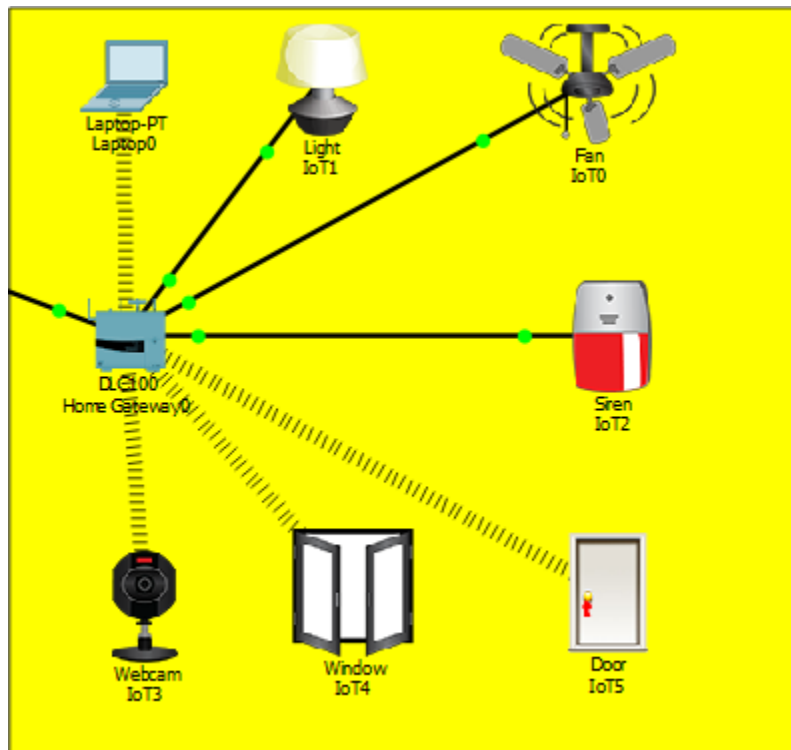 Laptop-PT
Laptop0
Light
IoT1
Fan
IoT0
DLC100
Home Gateway0
Siren
IoT2
Webcam
IoT3
Window
IoT4
Door
IoT5